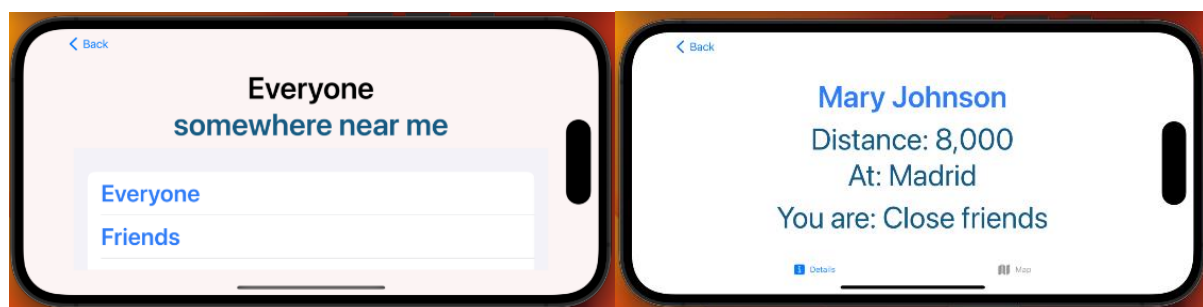 Back
Everyone
somewhere near me
Everyone
Friends
Back
Mary Johnson
Distance: 8,000
At: Madrid
You are: Close friends
Details
Map